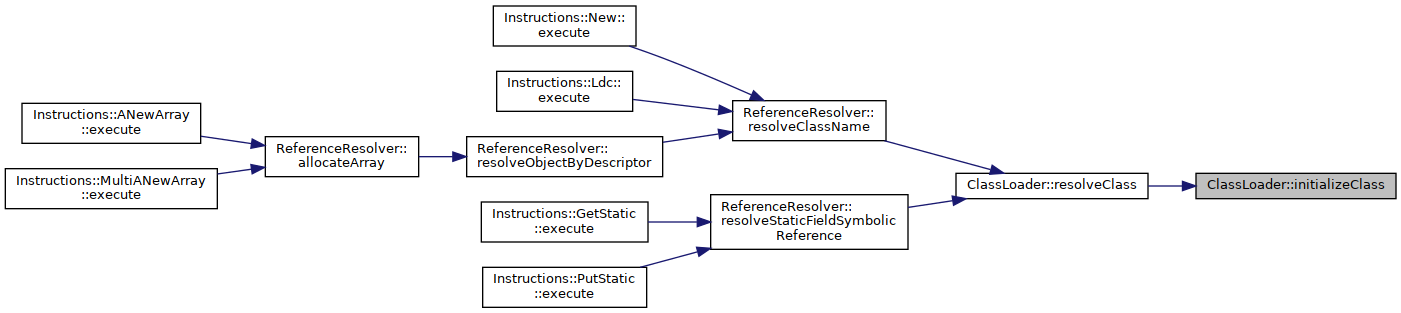 Instructions::New::
execute
Instructions::Ldc::
execute
Instructions::ANewArray
::execute
ReferenceResolver::
resolveClassName
ReferenceResolver::
allocateArray
ReferenceResolver::
resolveObjectByDescriptor
Instructions::MultiANewArray
::execute
ClassLoader::resolveClass
ClassLoader::initializeClass
Instructions::GetStatic
::execute
ReferenceResolver::
resolveStaticFieldSymbolic
Reference
Instructions::PutStatic
::execute